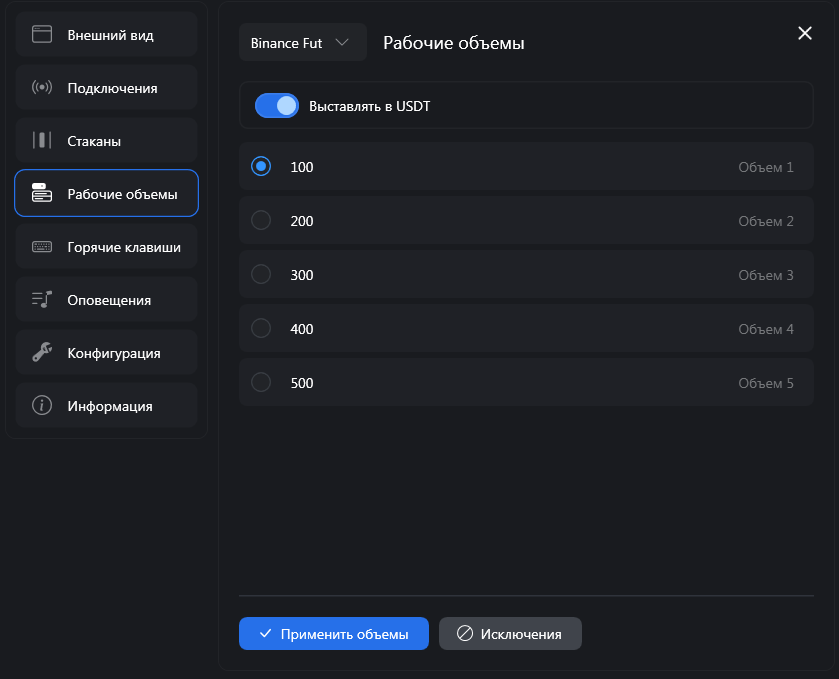 Внешний вид
Подключения
Стаканы
Рабочие объемы
Горячие клавиши
Оповещения
Конфигурация
Информация
Binance Fut
Рабочие объемы
Выставлять в USDT
100 Объем 1
200 Объем 2
300 Объем 3
400 Объем 4
500 Объем 5
Применить объемы
Исключения